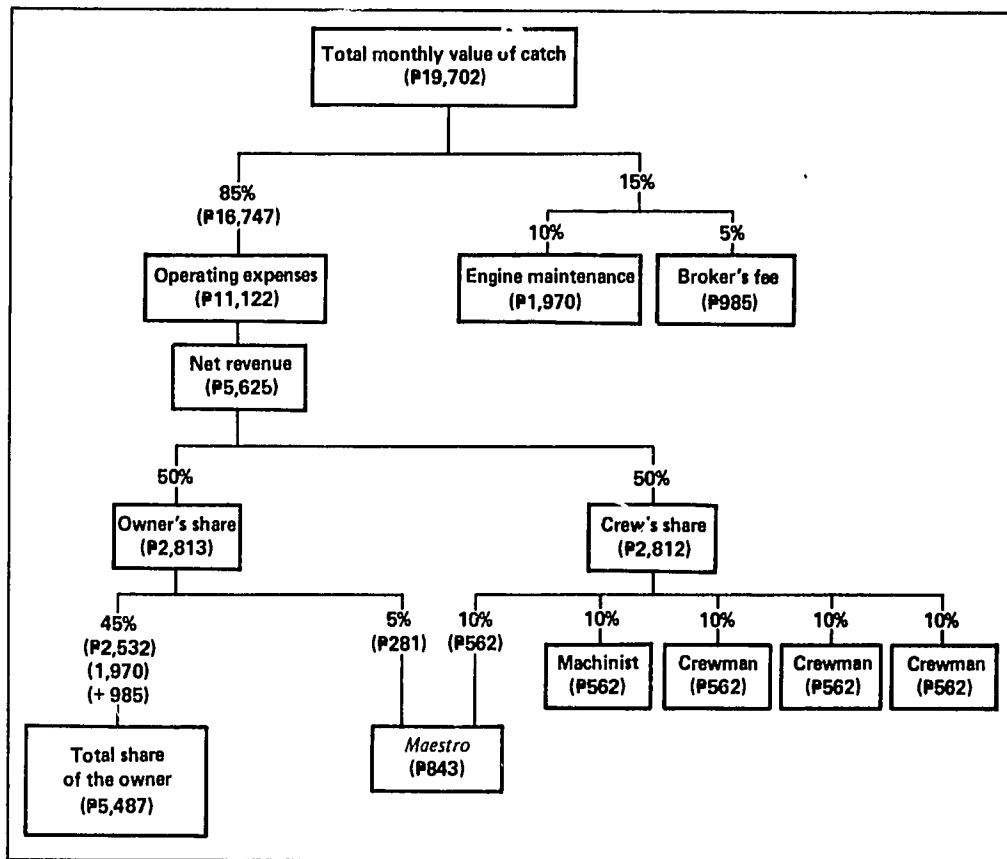 Total monthly value of catch
(₱19,702)
85%
(₱16,747)
15%
10%
5%
Operating expenses
(₱11,122)
Engine maintenance
(₱1,970)
Broker's fee
(₱985)
Net revenue
(₱5,625)
50%
50%
Owner's share
(₱2,813)
Crew's share
(₱2,812)
45%
(₱2,532)
(1,970)
(+ 985)
5%
(₱281)
10%
(₱562)
10%
10%
10%
10%
Machinist
(₱562)
Crewman
(₱562)
Crewman
(₱562)
Crewman
(₱562)
Total share
of the owner
(₱5,487)
Maestro
(₱843)